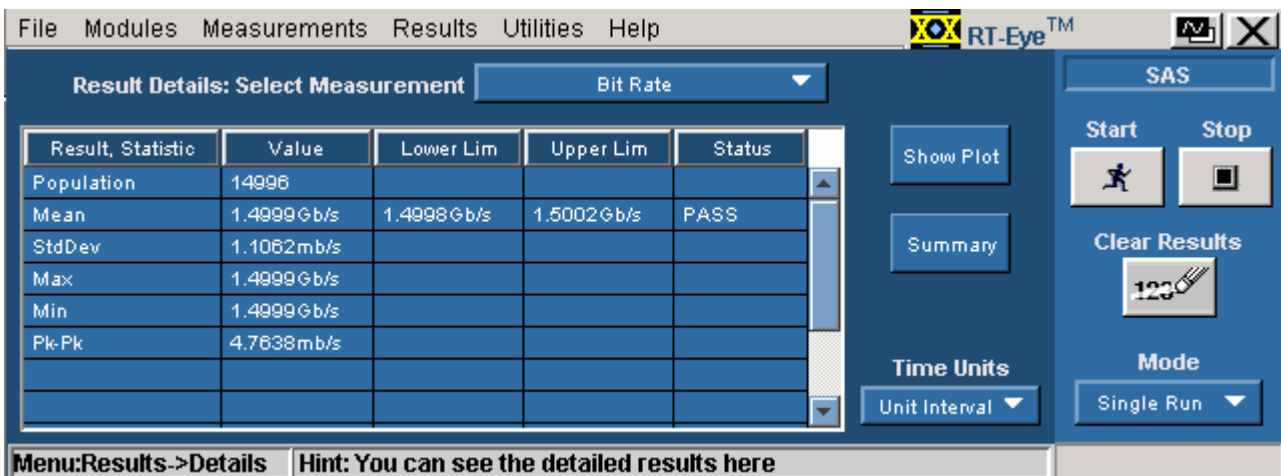 File Modules Measurements Results Utilities Help RT-Eye™
Result Details: Select Measurement Bit Rate
SAS
Result, Statistic Value Lower Lim Upper Lim Status
Population 14996
Mean 1.4999Gb/s 1.4998Gb/s 1.5002Gb/s PASS
StdDev 1.1062mb/s
Max 1.4999Gb/s
Min 1.4999Gb/s
Pk-Pk 4.7638mb/s
Show Plot
Summary
Time Units
Unit Interval
Start Stop
Clear Results
123
Mode
Single Run
Menu:Results->Details Hint: You can see the detailed results here